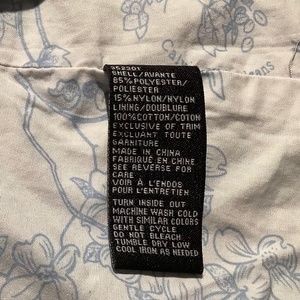 352301
SHELL/AVANTE
85% POLYESTER/
POLIESTER
15% NYLON/NYLON
LINING/DOUBLURE
100% COTTON/COTON
EXCLUSIVE OF TRIM
EXCLUANT TOUTE
GARNITURE
MADE IN CHINA
FABRIQUÉ EN CHINE
SEE REVERSE FOR
CARE
VOIR À L'ENDOS
POUR L'ENTRETIEN
TURN INSIDE OUT
MACHINE WASH COLD
WITH SIMILAR COLORS
GENTLE CYCLE
DO NOT BLEACH
TUMBLE DRY LOW
COOL IRON AS NEEDED